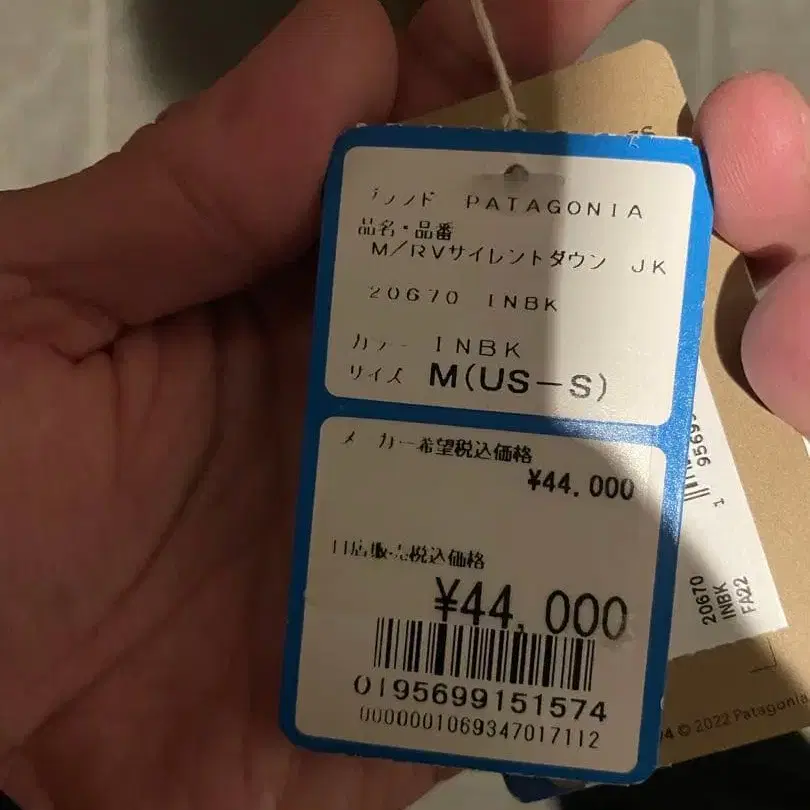 ブランド PATAGONIA
品名・品番
M/RVサイレントダウン JK
20670 INBK
カラー INBK
サイズ M(US-S)
メーカー希望税込価格
¥44.000
当店販売税込価格
¥44,000
0195699151574
0000001069347017112
1 95699
20670
INBK
FA22
© 2022 Patagonia